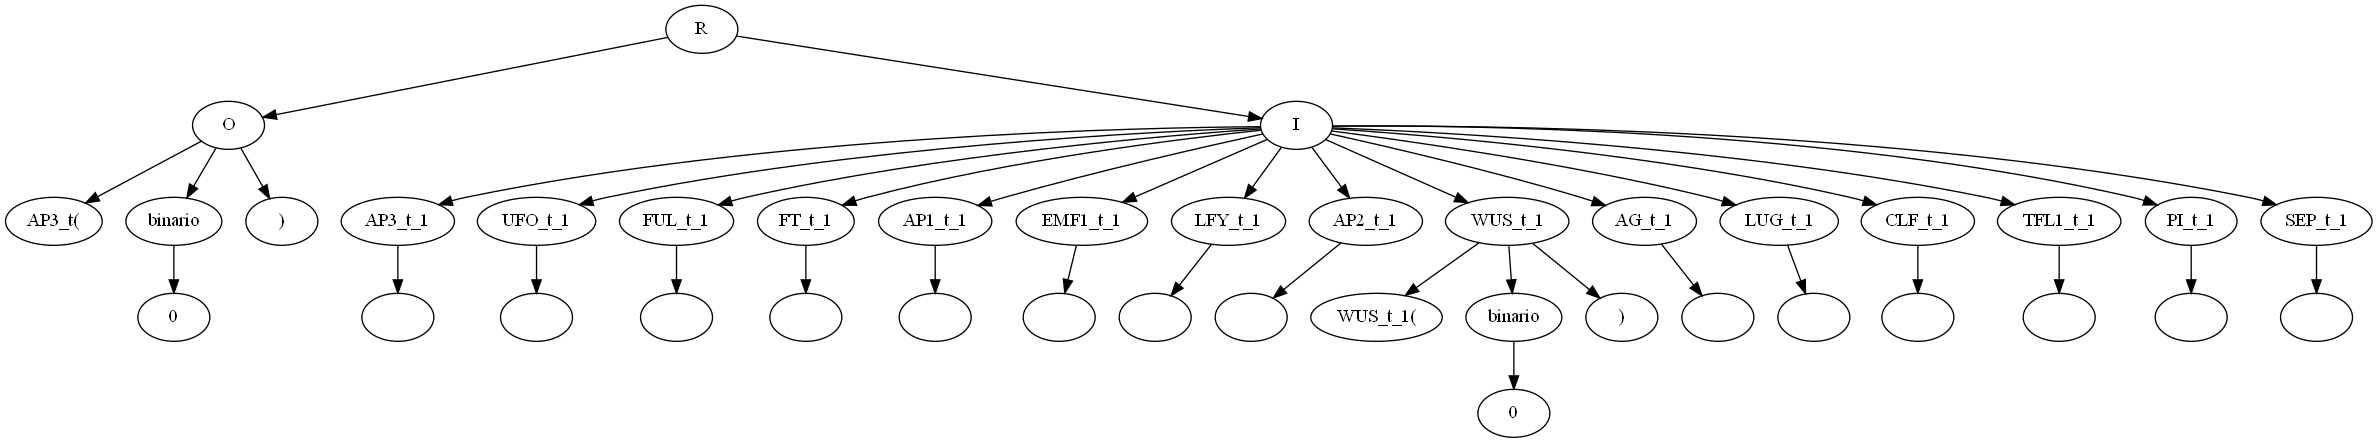 R
O I
AP3_t( binario ) AP3_t_1 UFO_t_1 FUL_t_1 FT_t_1 AP1_t_1 EMF1_t_1 LFY_t_1 AP2_t_1 WUS_t_1 AG_t_1 LUG_t_1 CLF_t_1 TFL1_t_1 PI_t_1 SEP_t_1
0 WUS_t_1( binario )
0